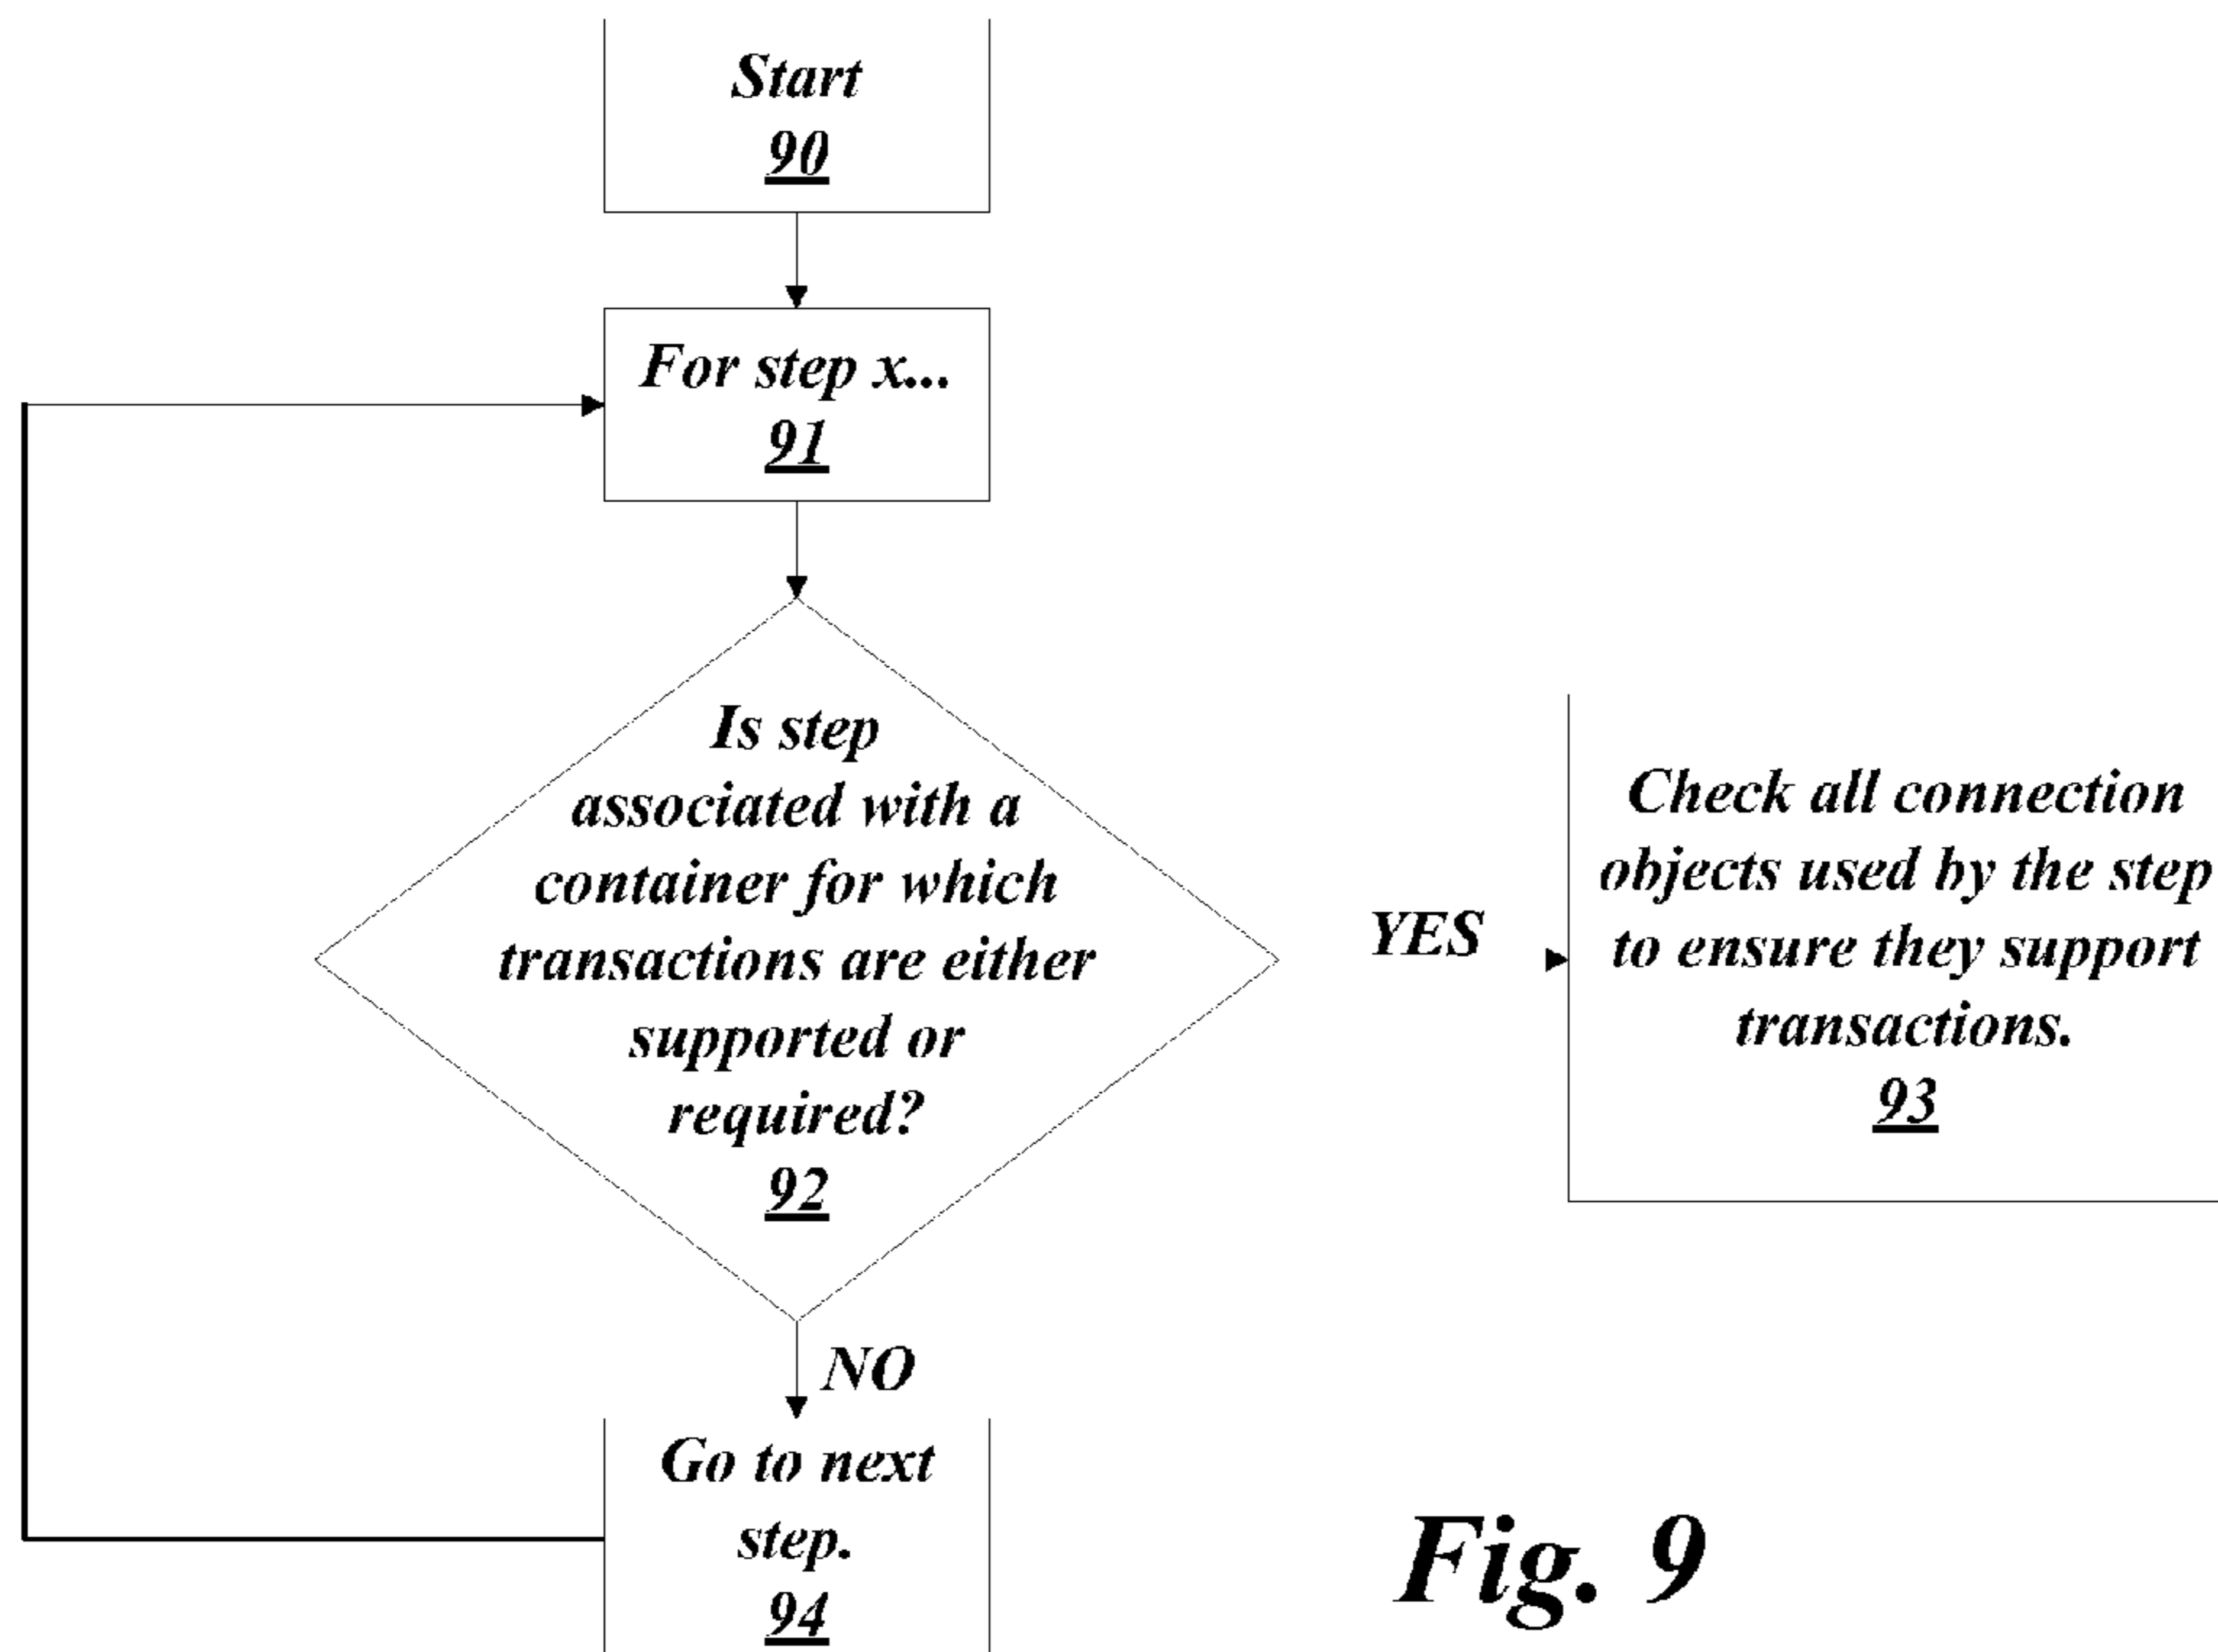 Start
90
For step x...
91
Is step
associated with a
container for which
transactions are either
supported or
required?
92
YES
Check all connection
objects used by the step
to ensure they support
transactions.
93
NO
Go to next
step.
94
Fig. 9